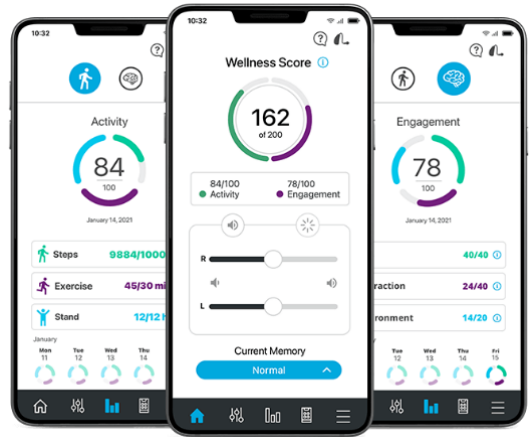 10:32
?
Activity
84
100
January 14, 2021
Steps 9884/1000
Exercise 45/30 mi
Stand 12/12 h
January
Mon Tue Wed Thu
11 12 13 14
10:32
?
Wellness Score i
162
of 200
84/100 78/100
Activity Engagement
R
L
Current Memory
Normal
?
Engagement
78
100
January 14, 2021
40/40 i
raction 24/40 i
ronment 14/20 i
Tue Wed Thu Fri
12 13 14 15